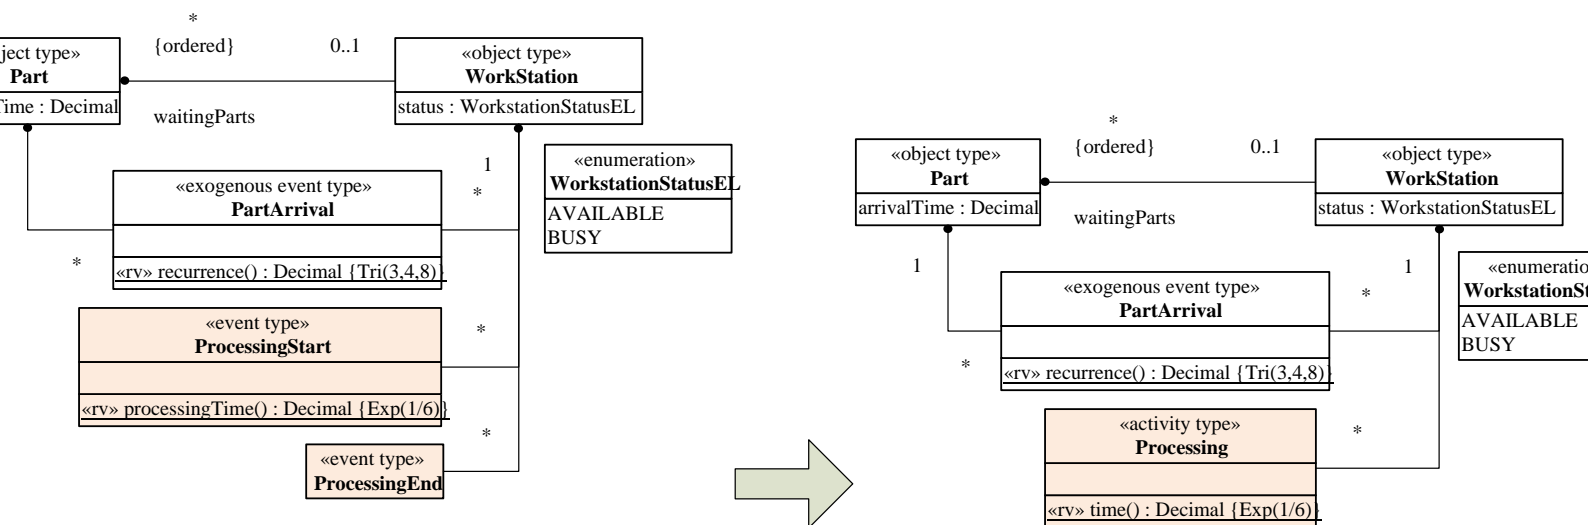 *
{ordered}
0..1
ject type»
Part
Time : Decimal
waitingParts
«object type»
WorkStation
status : WorkstationStatusEL
1
*
«enumeration»
WorkstationStatusEL
AVAILABLE
BUSY
«exogenous event type»
PartArrival
«rv» recurrence() : Decimal {Tri(3,4,8)}
*
«event type»
ProcessingStart
«rv» processingTime() : Decimal {Exp(1/6)}
*
«event type»
ProcessingEnd
*
*
{ordered}
0..1
«object type»
Part
arrivalTime : Decimal
waitingParts
«object type»
WorkStation
status : WorkstationStatusEL
1
1
*
«enumeratio
WorkstationSt
AVAILABLE
BUSY
«exogenous event type»
PartArrival
«rv» recurrence() : Decimal {Tri(3,4,8)}
*
«activity type»
Processing
«rv» time() : Decimal {Exp(1/6)}
*